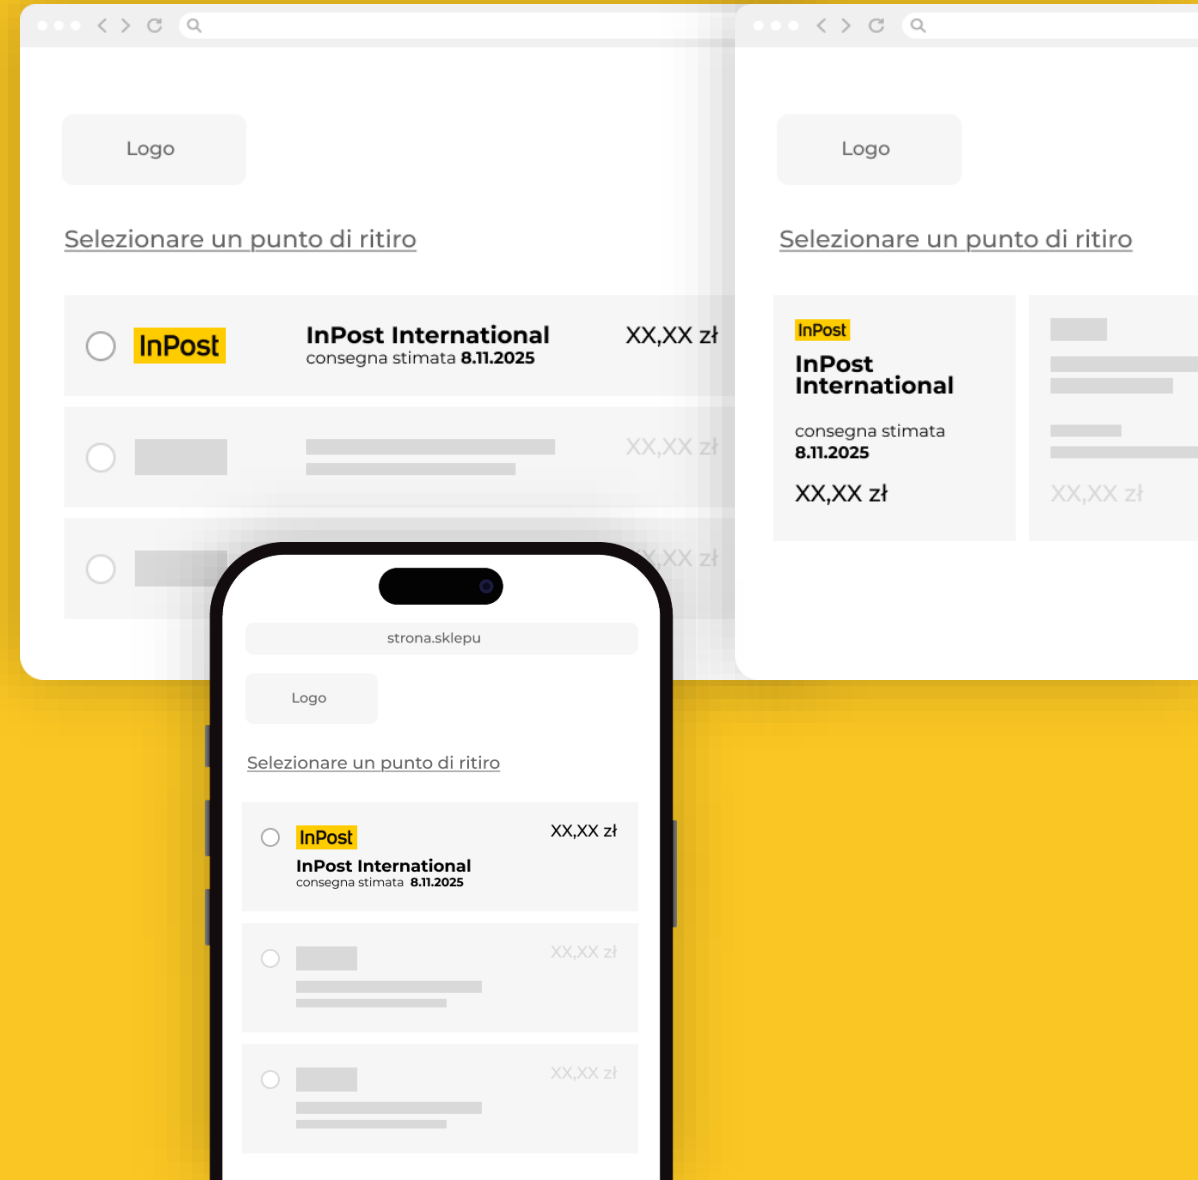 Logo
Selezionare un punto di ritiro
InPost
InPost International
consegna stimata 8.11.2025
XX,XX zł
XX,XX zł
X,XX zł
Logo
Selezionare un punto di ritiro
InPost
InPost
International
consegna stimata
8.11.2025
XX,XX zł
XX,XX zł
strona.sklepu
Logo
Selezionare un punto di ritiro
InPost
XX,XX zł
InPost International
consegna stimata 8.11.2025
XX,XX zł
XX,XX zł